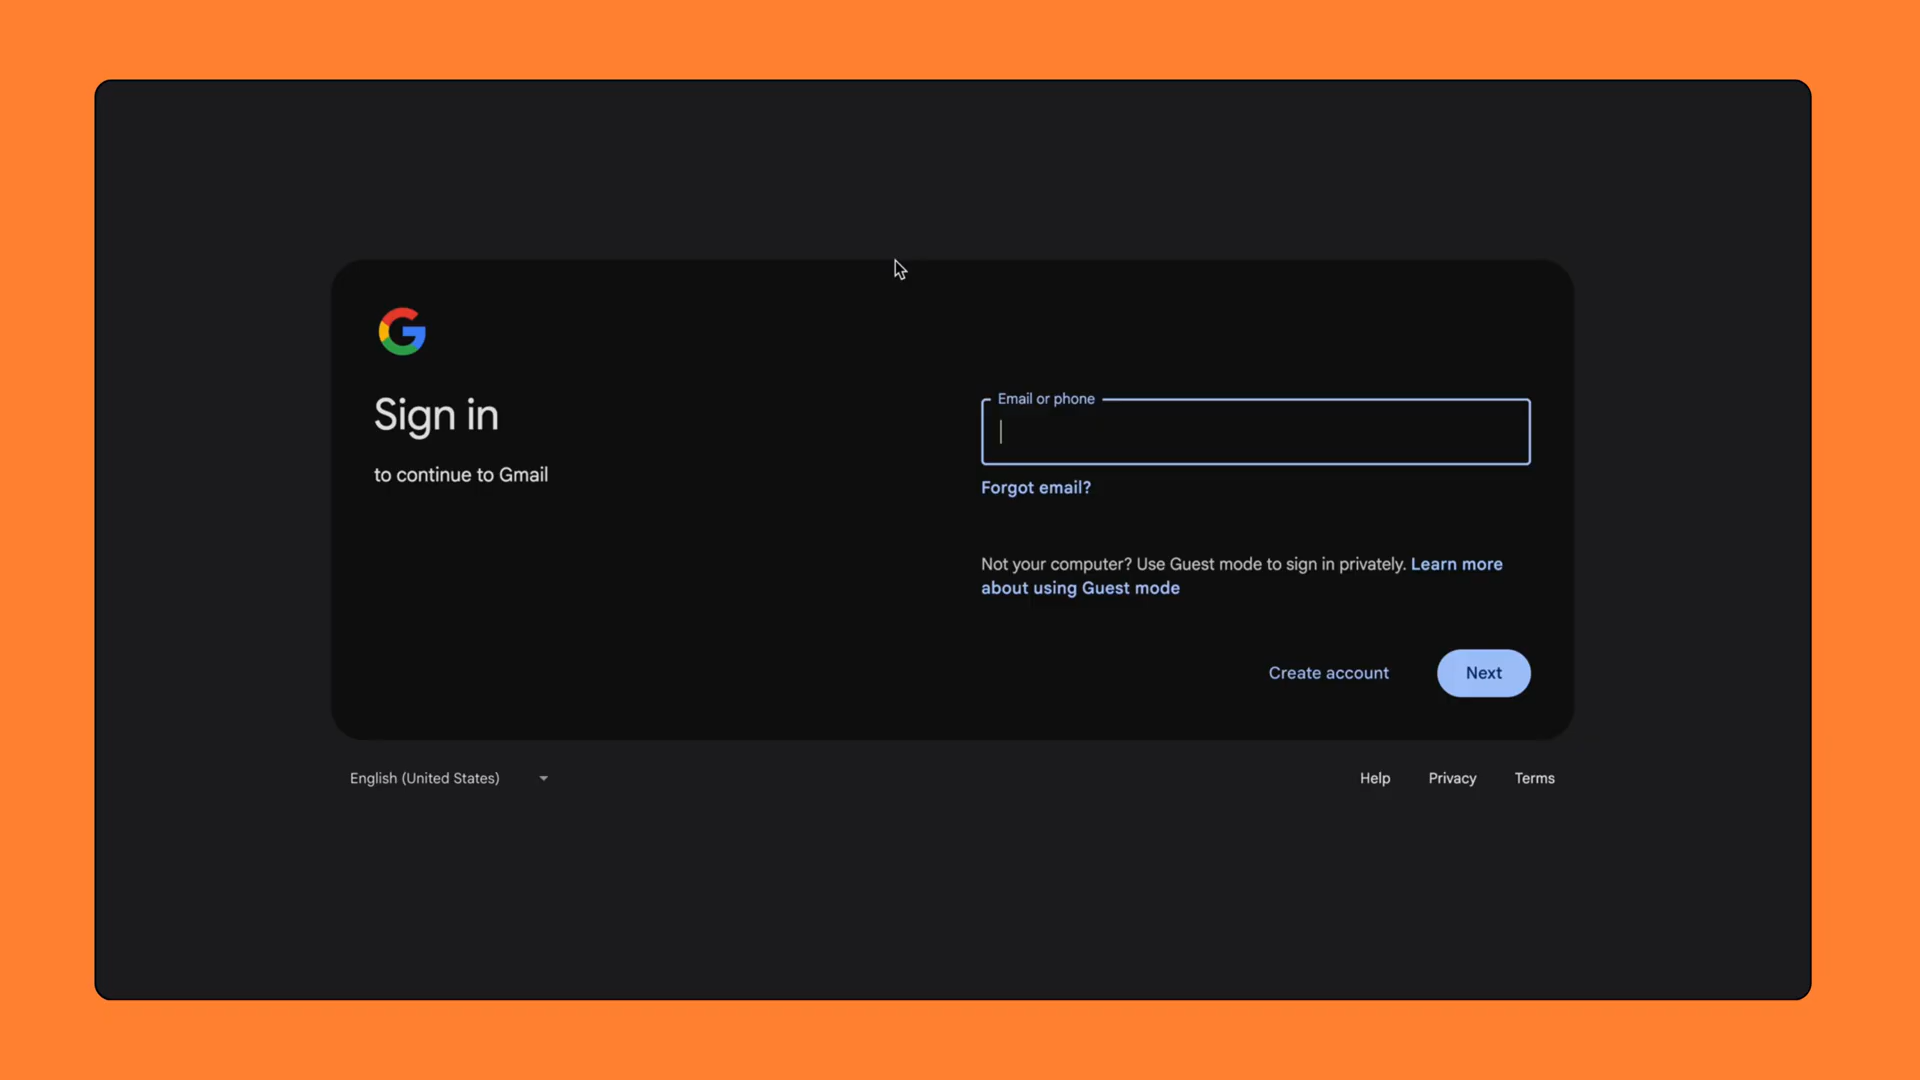 Sign in
to continue to Gmail
Email or phone
Forgot email?
Not your computer? Use Guest mode to sign in privately. Learn more
about using Guest mode
Create account
Next
English (United States)
Help
Privacy
Terms